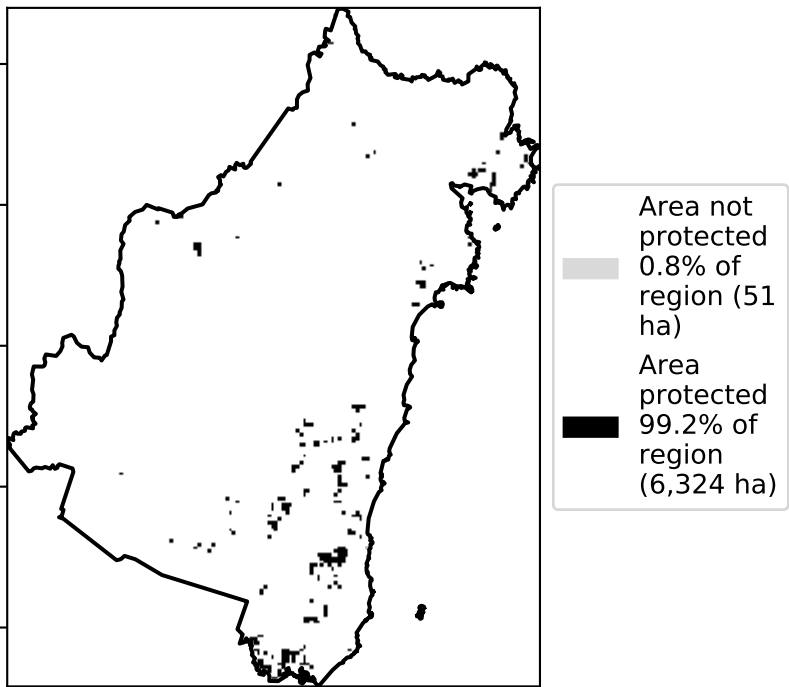 Area not
protected
0.8% of
region (51
ha)
Area
protected
99.2% of
region
(6,324 ha)